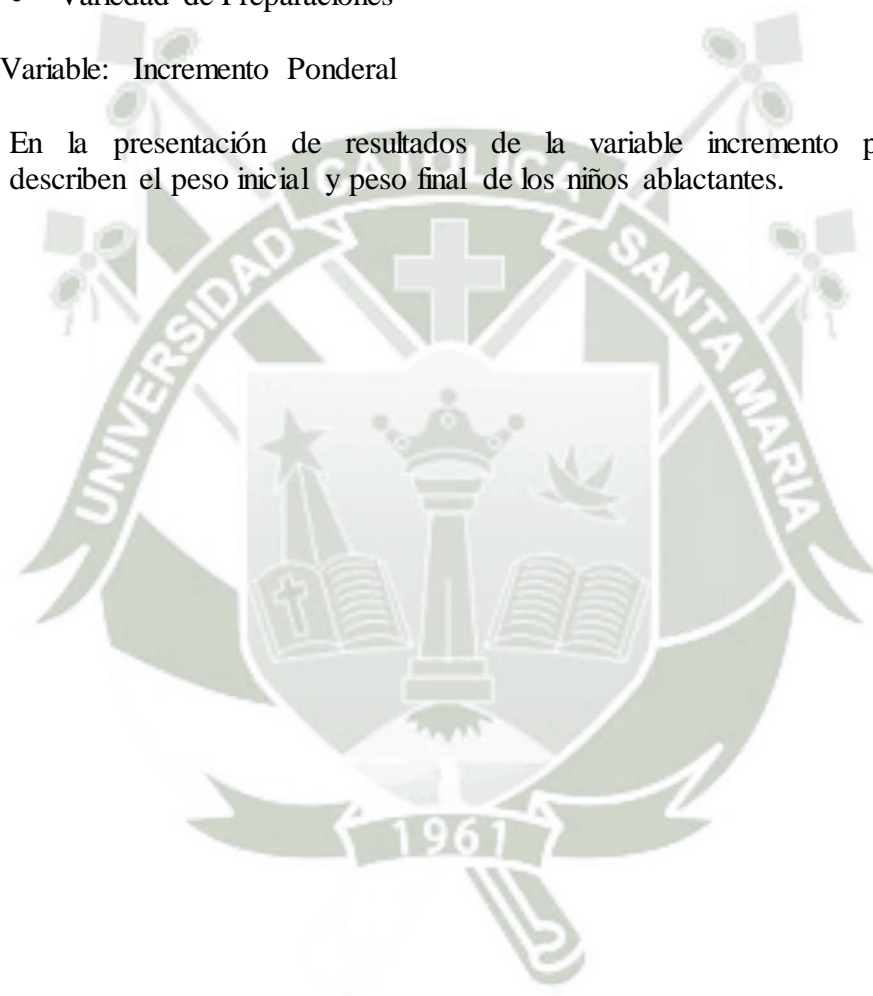 Variedad de Preparaciones
Variable: Incremento Ponderal
En la presentación de resultados de la variable incremento
describen el peso inicial y peso final de los niños ablactantes.
CATOLICA
UNIVERSIDAD
SANTA MARIA
1961